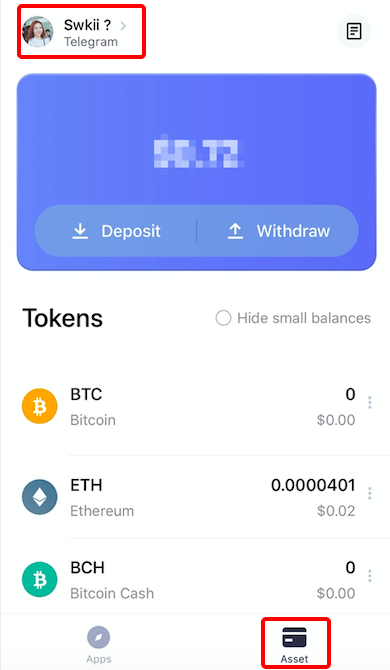 Swkii ?
Telegram
Deposit
Withdraw
Tokens
Hide small balances
BTC
0
Bitcoin
$0.00
ETH
0.0000401
Ethereum
$0.02
BCH
0
Bitcoin Cash
$0.00
Apps
Asset